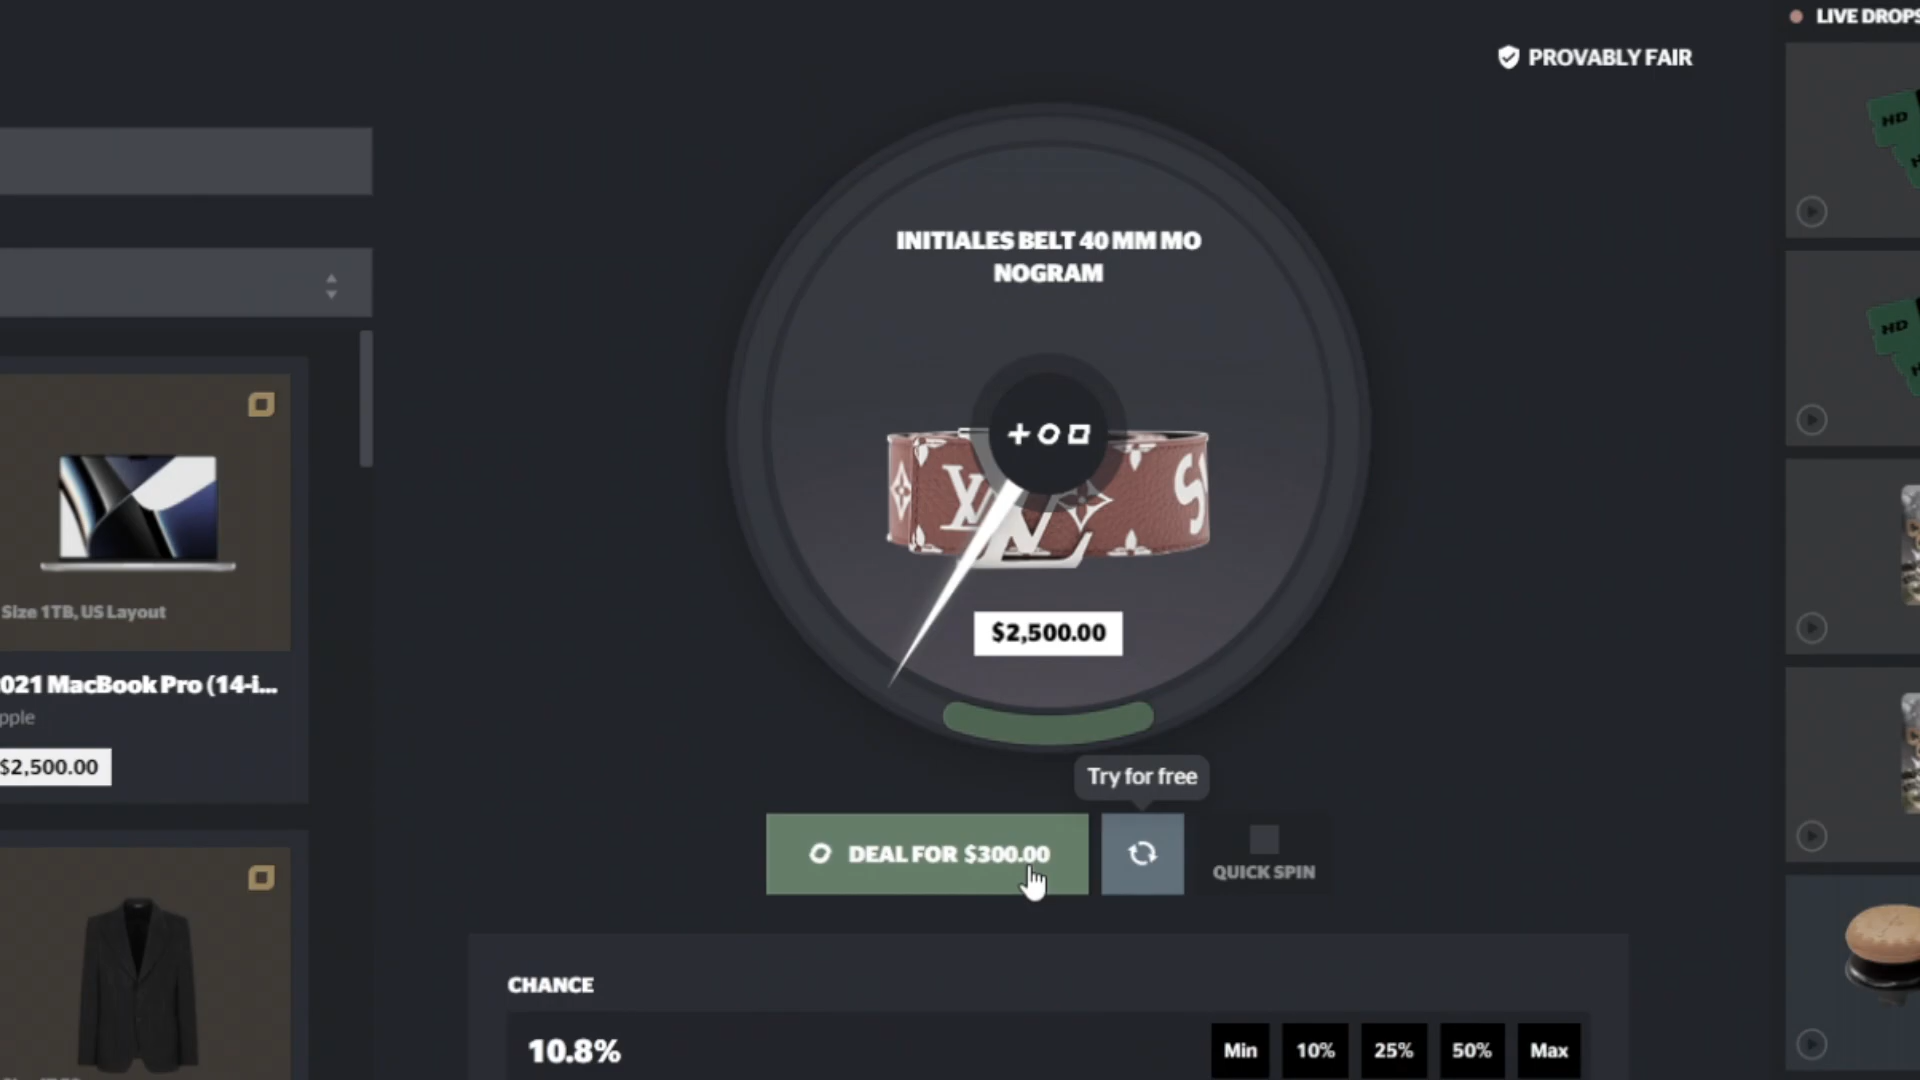 LIVE DROPS
PROVABLY FAIR
INITIALES BELT 40 MM MO
NOGRAM
$2,500.00
Try for free
DEAL FOR $300.00
QUICK SPIN
CHANCE
10.8%
Min
10%
25%
50%
Max
Size 1TB, US Layout
021 MacBook Pro (14-i...
pple
$2,500.00
HD
HD